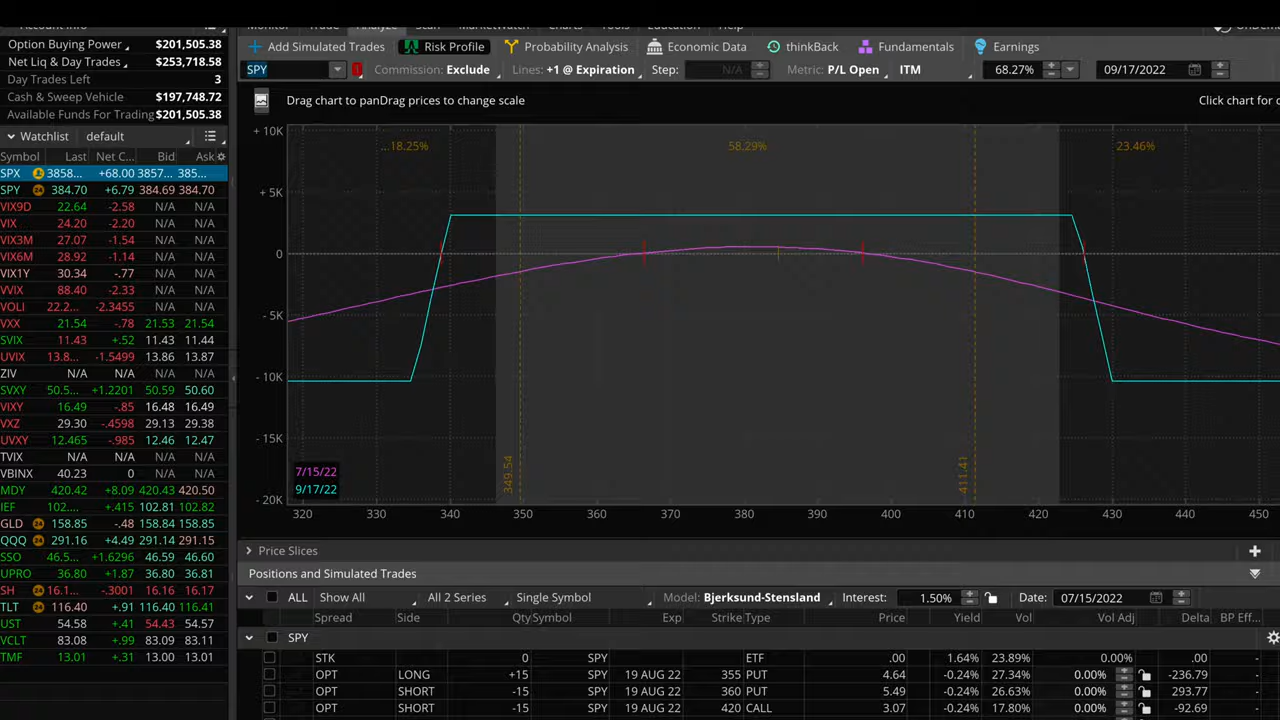 Account Info
Monitor Trade Analyze Scan MarketWatch Charts Tools Education Help
Option Buying Power $201,505.38
Net Liq & Day Trades $253,718.58
Day Trades Left 3
Cash & Sweep Vehicle $197,748.72
Available Funds For Trading $201,505.38
Add Simulated Trades Risk Profile Probability Analysis Economic Data thinkBack Fundamentals Earnings
SPY Commission: Exclude Lines: +1 @ Expiration Step: N/A Metric: P/L Open ITM 68.27% 09/17/2022
Drag chart to pan Drag prices to change scale
Click chart for
Watchlist default
Symbol Last Net C... Bid Ask
SPX 3858... +68.00 3857... 385...
SPY 24 384.70 +6.79 384.69 384.70
VIX9D 22.64 -2.58 N/A N/A
VIX 24.20 -2.20 N/A N/A
VIX3M 27.07 -1.54 N/A N/A
VIX6M 28.92 -1.14 N/A N/A
VIX1Y 30.34 -.77 N/A N/A
VVIX 88.40 -2.33 N/A N/A
VOLI 22.2... -2.3455 N/A N/A
VXX 21.54 -.78 21.53 21.54
SVIX 11.43 +.52 11.43 11.44
UVIX 13.8... -1.5499 13.86 13.87
ZIV N/A N/A N/A N/A
SVXY 50.5... +1.2201 50.59 50.60
VIXY 16.49 -.85 16.48 16.49
VXZ 29.30 -.4598 29.13 29.38
UVXY 12.465 -.985 12.46 12.47
TVIX N/A N/A N/A N/A
VBINX 40.23 0 N/A N/A
MDY 420.42 +8.09 420.43 420.50
IEF 102.... +.415 102.81 102.82
GLD 24 158.85 -.48 158.84 158.85
QQQ 24 291.16 +4.49 291.14 291.15
SSO 46.5... +1.6296 46.59 46.60
UPRO 36.80 +1.87 36.80 36.81
SH 24 16.1... -.3001 16.16 16.17
TLT 24 116.40 +.91 116.40 116.41
UST 54.58 +.41 54.43 54.57
VCLT 83.08 +.99 83.09 83.11
TMF 13.01 +.31 13.00 13.01
+ 10K
+ 5K
0
- 5K
- 10K
- 15K
- 20K
...18.25% 58.29% 23.46%
349.54
411.41
7/15/22
9/17/22
320 330 340 350 360 370 380 390 400 410 420 430 440 450
Price Slices
Positions and Simulated Trades
ALL Show All All 2 Series Single Symbol Model: Bjerksund-Stensland Interest: 1.50% Date: 07/15/2022
Spread Side Qty Symbol Exp Strike Type Price Yield Vol Vol Adj Delta BP Eff...
SPY
STK 0 SPY ETF .00 1.64% 23.89% 0.00% .00 -
OPT LONG +15 SPY 19 AUG 22 355 PUT 4.64 -0.24% 27.34% 0.00% -236.79 -
OPT SHORT -15 SPY 19 AUG 22 360 PUT 5.49 -0.24% 26.63% 0.00% 293.77 -
OPT SHORT -15 SPY 19 AUG 22 420 CALL 3.07 -0.24% 17.80% 0.00% -92.69 -